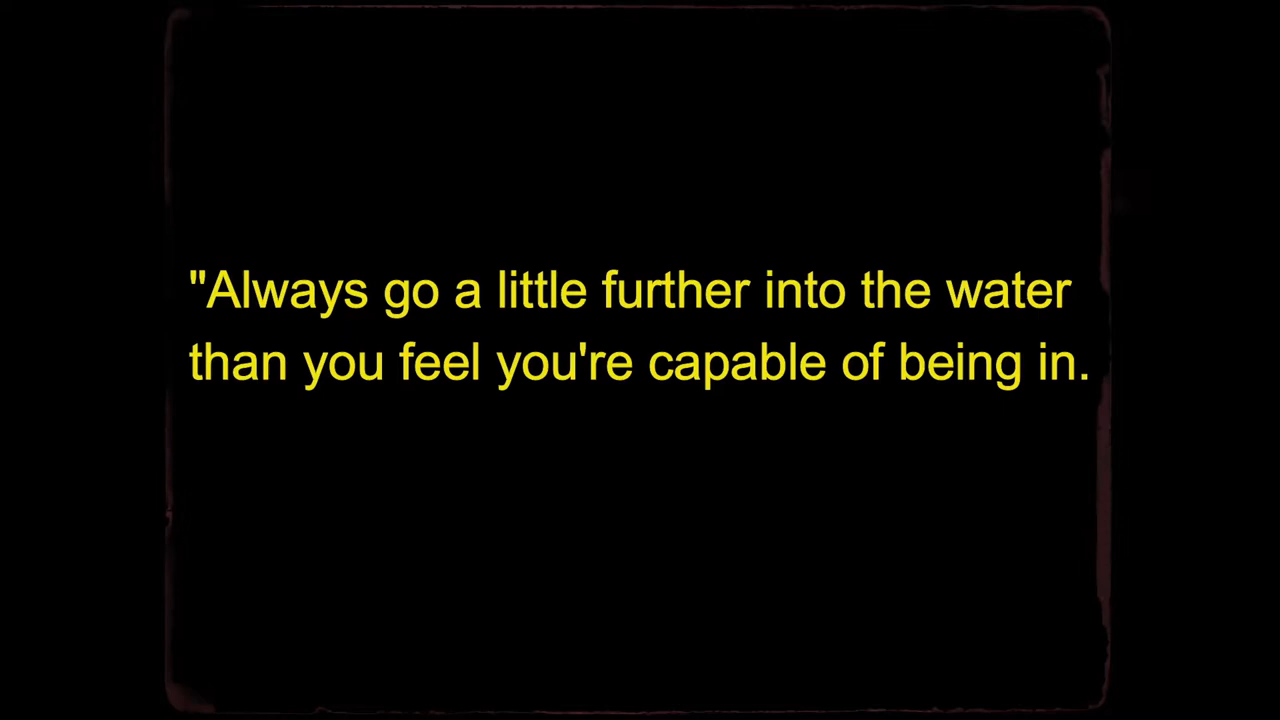 "Always go a little further into the water
than you feel you're capable of being in.